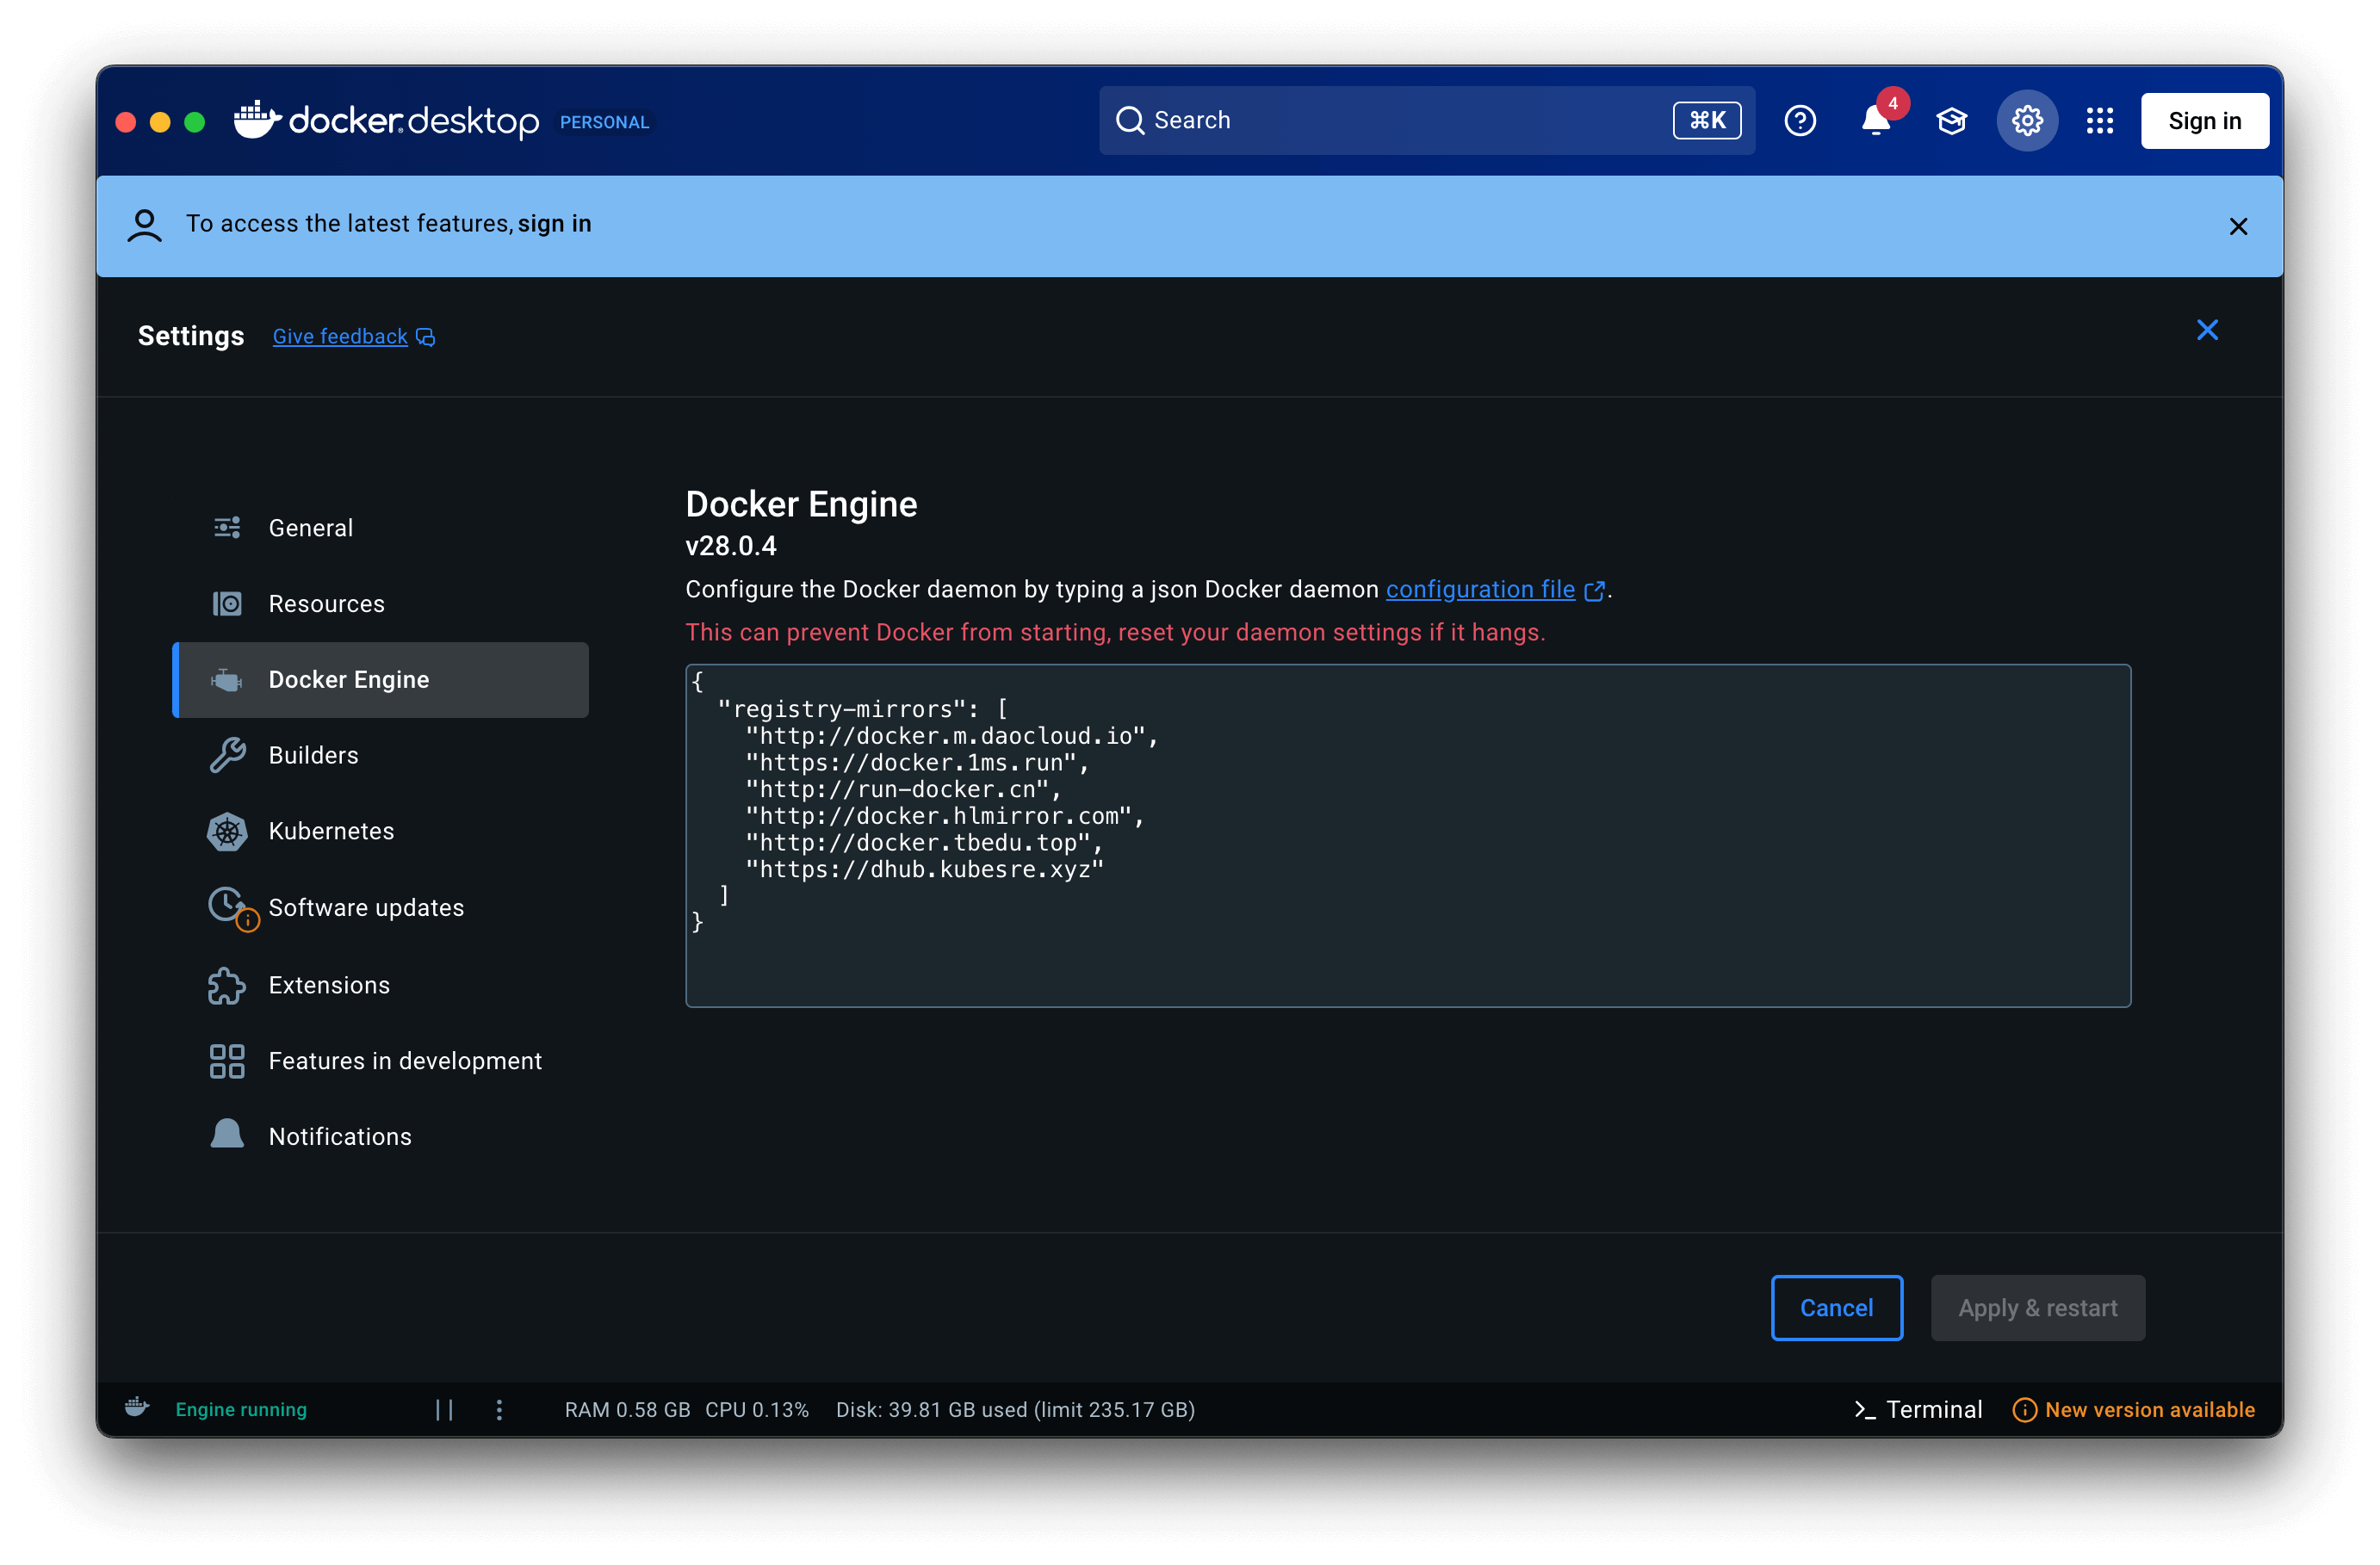 docker desktop PERSONAL
Search
⌘K
4
Sign in
To access the latest features, sign in
Settings
Give feedback
General
Resources
Docker Engine
Builders
Kubernetes
Software updates
Extensions
Features in development
Notifications
Docker Engine
v28.0.4
Configure the Docker daemon by typing a json Docker daemon configuration file.
This can prevent Docker from starting, reset your daemon settings if it hangs.
{
  "registry-mirrors": [
    "http://docker.m.daocloud.io",
    "https://docker.1ms.run",
    "http://run-docker.cn",
    "http://docker.hlmirror.com",
    "http://docker.tbedu.top",
    "https://dhub.kubesre.xyz"
  ]
}
Cancel
Apply & restart
Engine running
RAM 0.58 GB CPU 0.13% Disk: 39.81 GB used (limit 235.17 GB)
Terminal
New version available